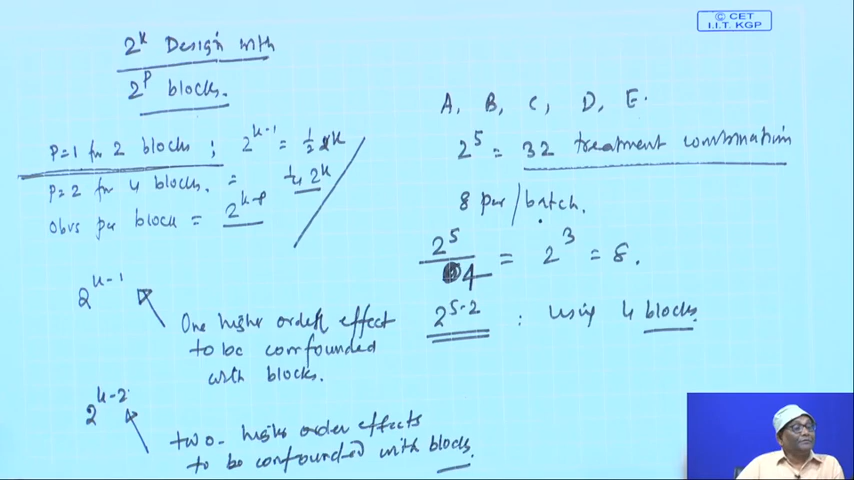 © CET
I.I.T. KGP
2^k Design with
2^p blocks.
P=1 for 2 blocks ; 2^{k-1} = 1/2 2^k
P=2 for 4 blocks. = 1/4 2^k
Obvs per block = 2^{k-p}
2^{k-1}
One higher order effect
to be confounded
with blocks.
2^{k-2}
two- higher order effects
to be confounded with blocks.
A, B, C, D, E.
2^5 = 32 treatment combination
8 per / batch.
2^5 / 4 = 2^3 = 8.
2^{5-2} : using 4 blocks.